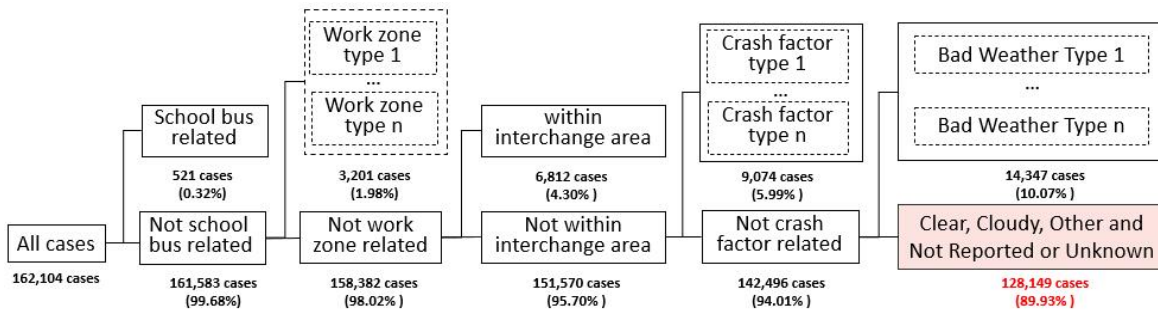 All cases
162,104 cases
School bus
related
521 cases
(0.32%)
Not school
bus related
161,583 cases
(99.68%)
Work zone
type 1
...
Work zone
type n
3,201 cases
(1.98%)
Not work
zone related
158,382 cases
(98.02% )
within
interchange area
6,812 cases
(4.30% )
Not within
interchange area
151,570 cases
(95.70% )
Crash factor
type 1
...
Crash factor
type n
9,074 cases
(5.99% )
Not crash
factor related
142,496 cases
(94.01% )
Bad Weather Type 1
...
Bad Weather Type n
14,347 cases
(10.07% )
Clear, Cloudy, Other and
Not Reported or Unknown
128,149 cases
(89.93% )